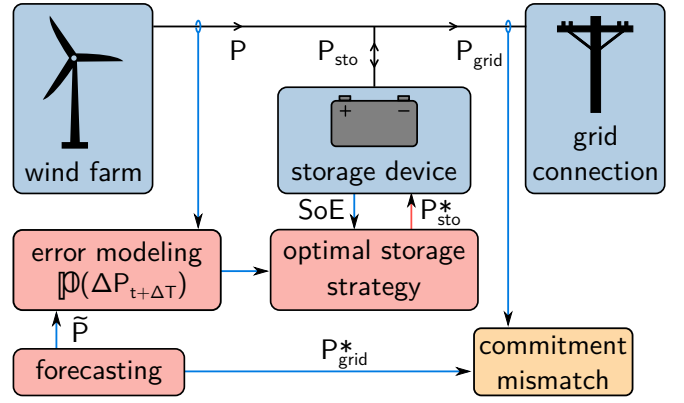 P
P_sto
P_grid
+ −
wind farm
storage device
grid
connection
SoE
P*_sto
error modeling
ℙ(ΔP_t+ΔT)
optimal storage
strategy
P̃
forecasting
P*_grid
commitment
mismatch